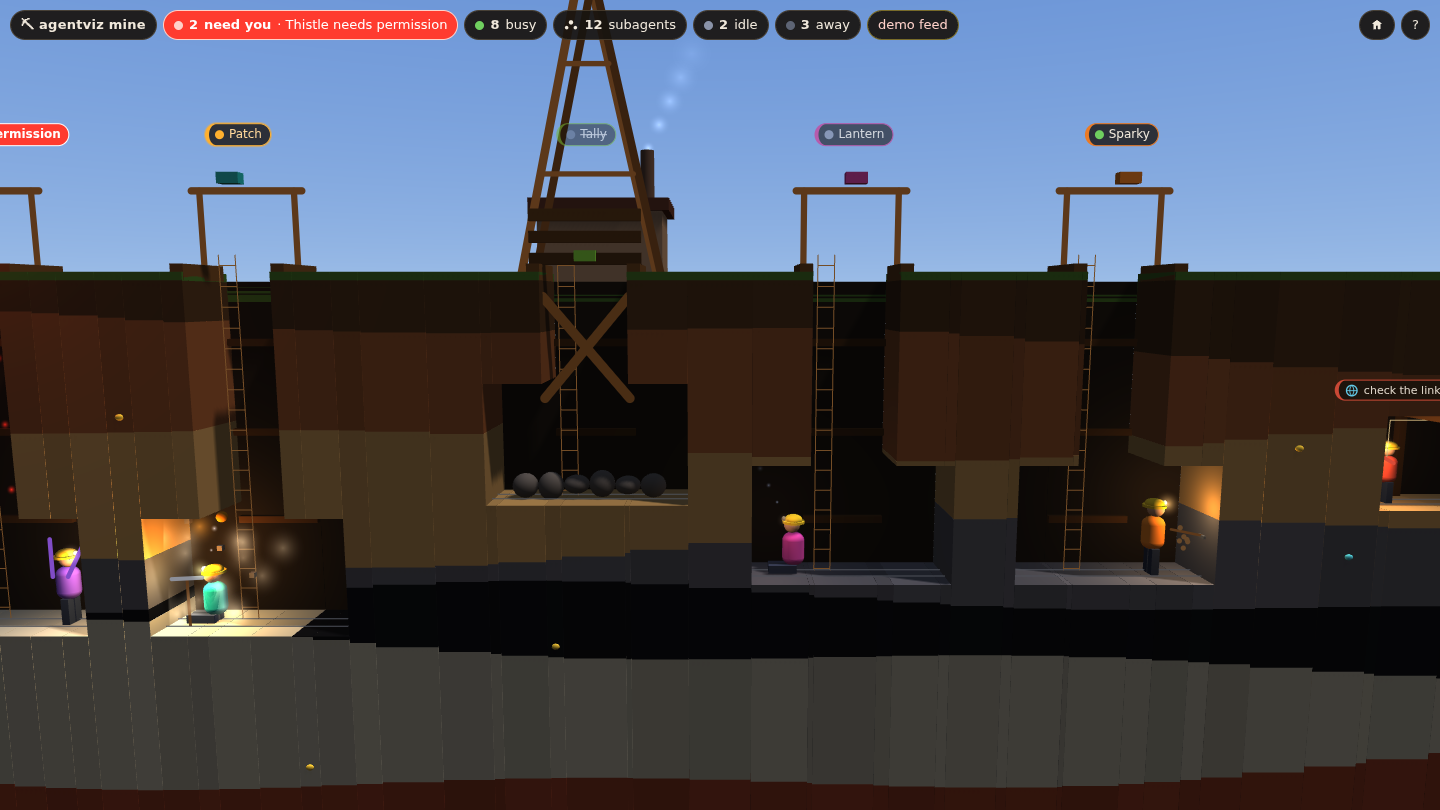 agentviz mine
2 need you · Thistle needs permission
8 busy
12 subagents
2 idle
3 away
demo feed
?
ermission
Patch
Tally
Lantern
Sparky
check the link